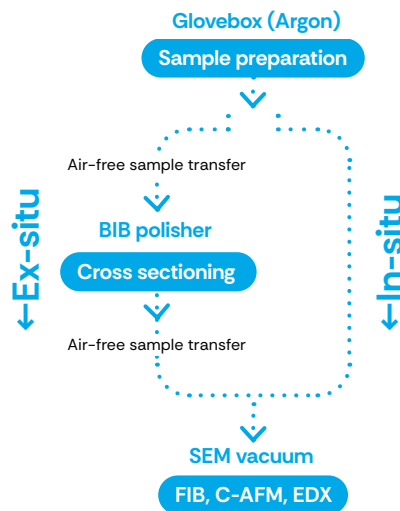 Glovebox (Argon)
Sample preparation
Air-free sample transfer
BIB polisher
Cross sectioning
Air-free sample transfer
←Ex-situ
←In-situ
SEM vacuum
FIB, C-AFM, EDX